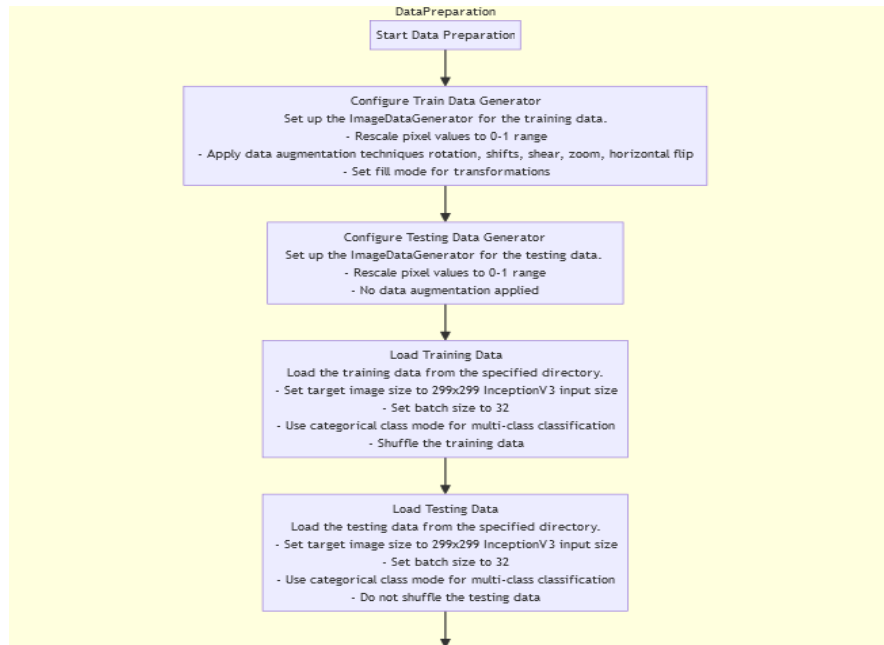 DataPreparation
Start Data Preparation
Configure Train Data Generator
Set up the ImageDataGenerator for the training data.
- Rescale pixel values to 0-1 range
- Apply data augmentation techniques rotation, shifts, shear, zoom, horizontal flip
- Set fill mode for transformations
Configure Testing Data Generator
Set up the ImageDataGenerator for the testing data.
- Rescale pixel values to 0-1 range
- No data augmentation applied
Load Training Data
Load the training data from the specified directory.
- Set target image size to 299x299 InceptionV3 input size
- Set batch size to 32
- Use categorical class mode for multi-class classification
- Shuffle the training data
Load Testing Data
Load the testing data from the specified directory.
- Set target image size to 299x299 InceptionV3 input size
- Set batch size to 32
- Use categorical class mode for multi-class classification
- Do not shuffle the testing data